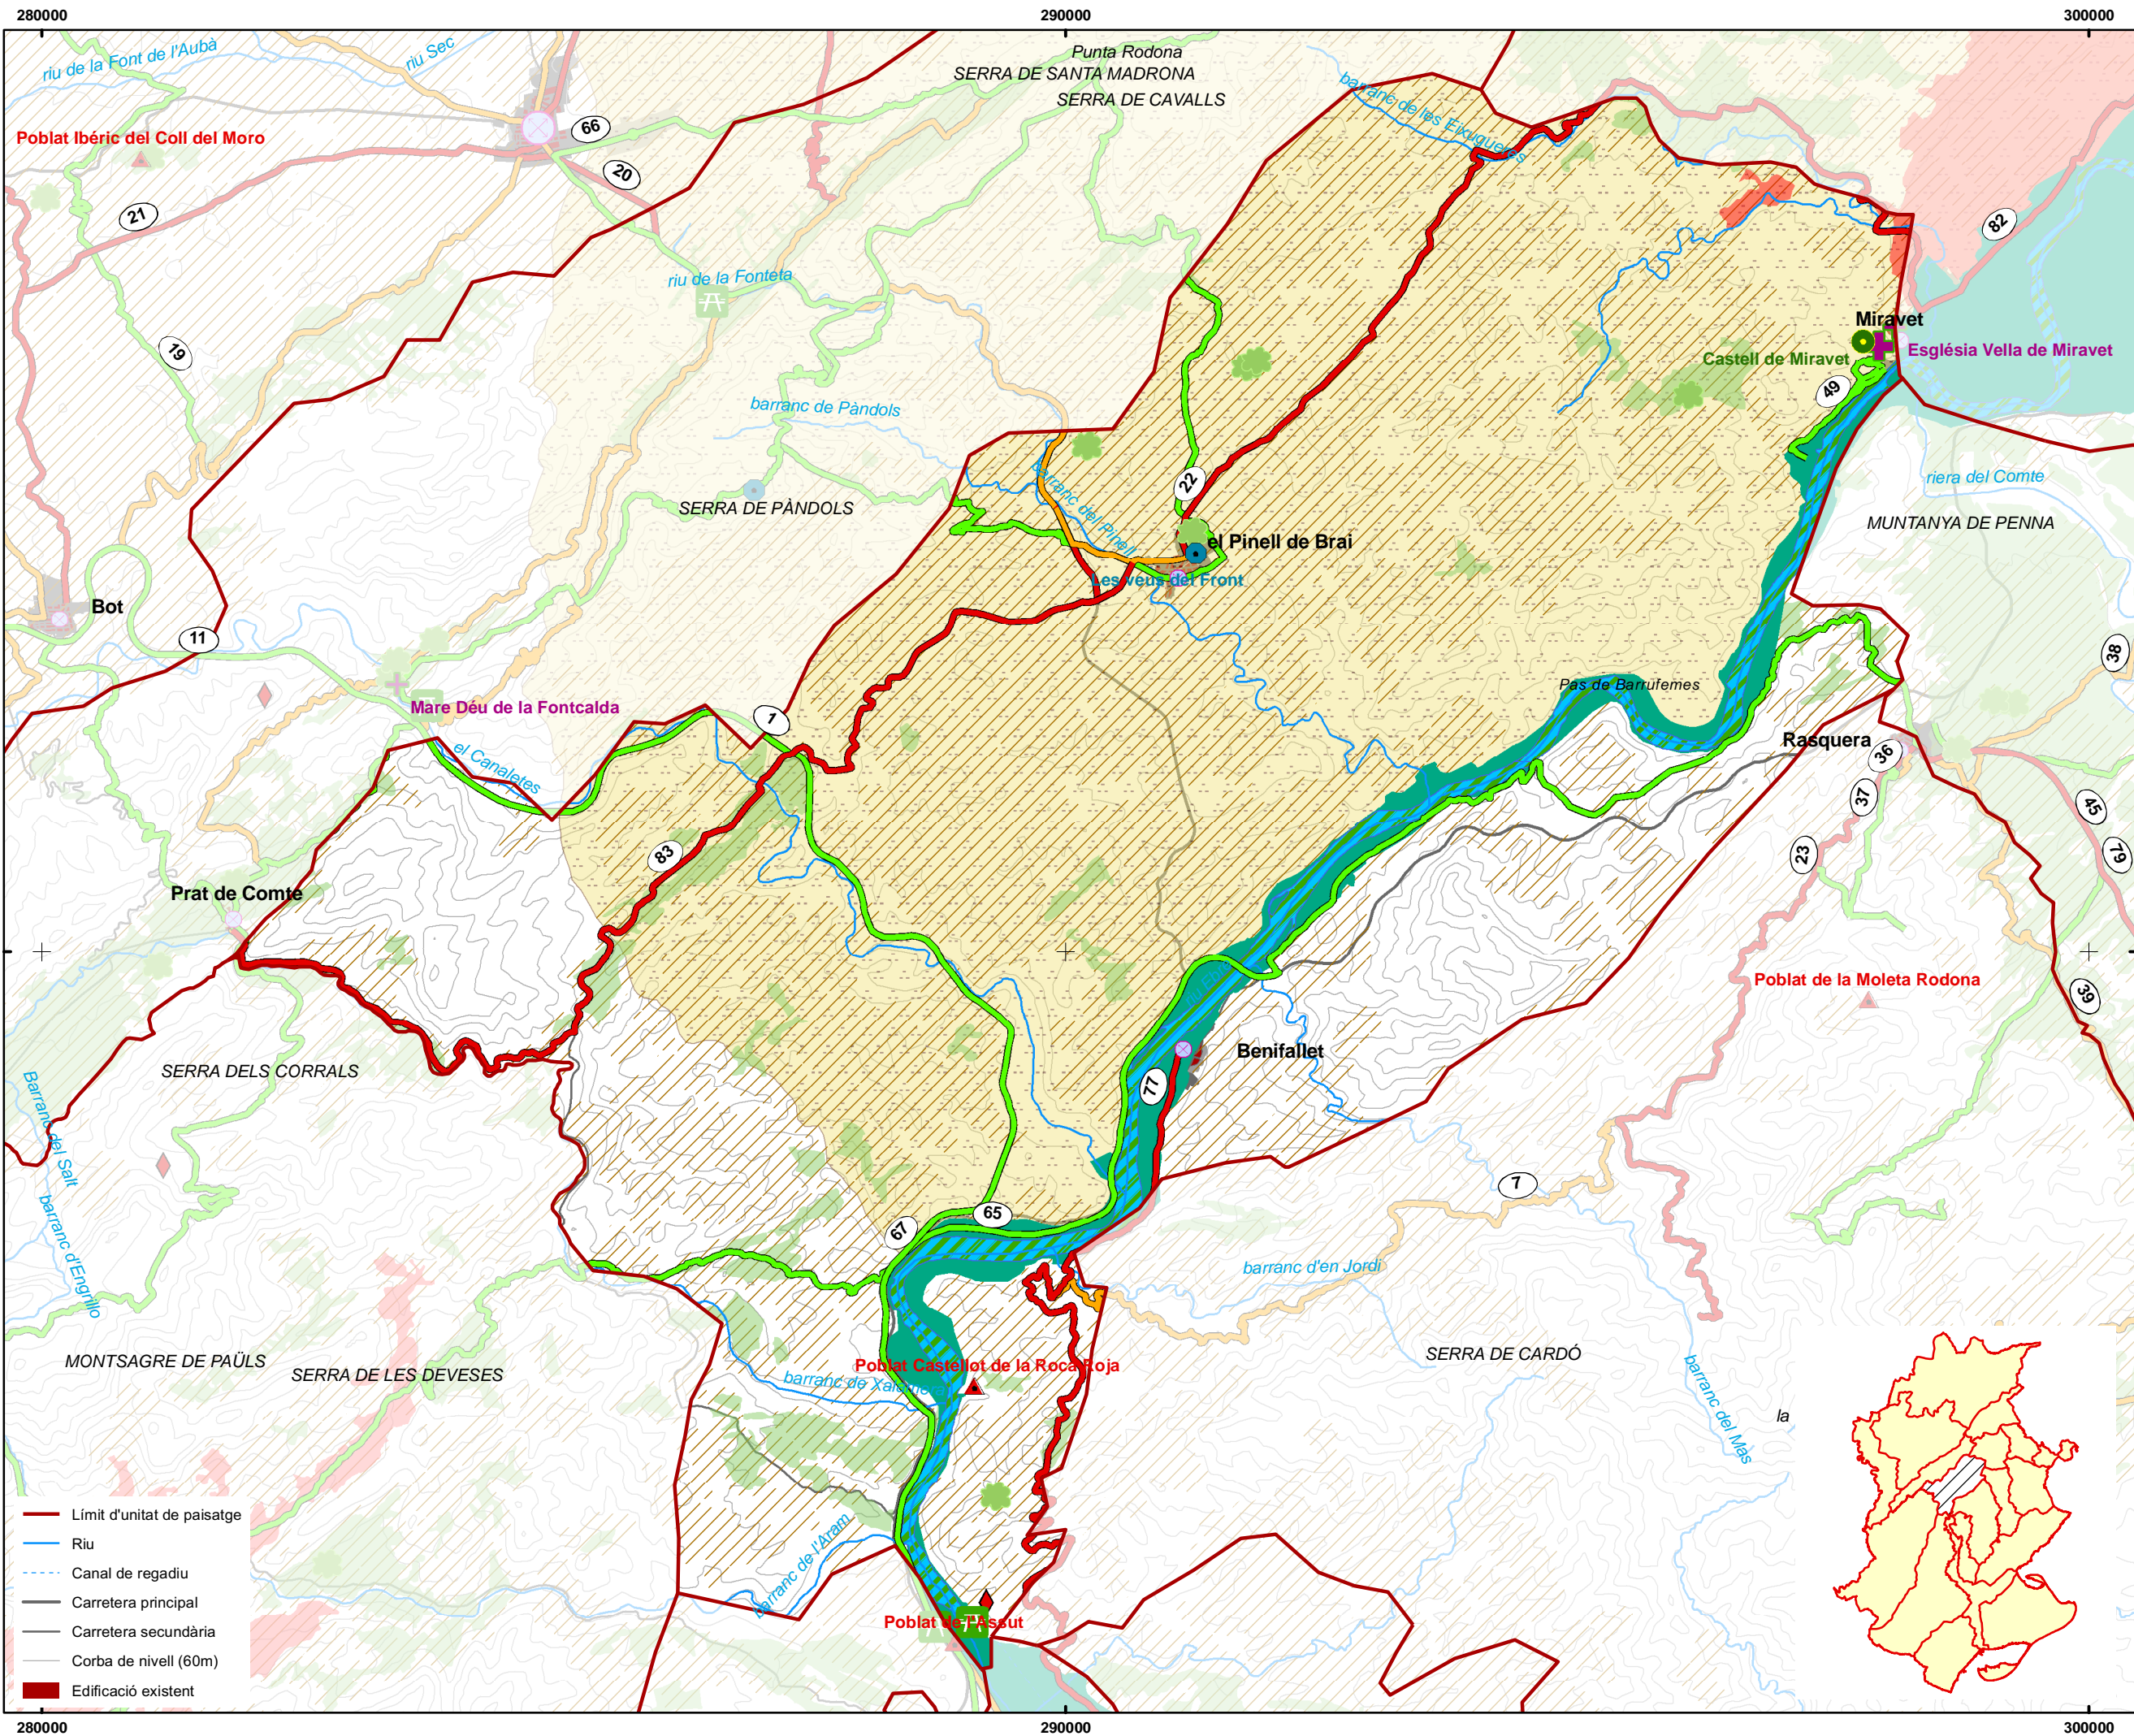 280000
290000
300000
riu de la Font de l'Aubà
riu Sec
Punta Rodona
SERRA DE SANTA MADRONA
SERRA DE CAVALLS
barranc de les Eixugueres
Poblat Ibéric del Coll del Moro
66
20
21
82
riu de la Fonteta
19
Miravet
Castell de Miravet
Església Vella de Miravet
49
barranc de Pàndols
riera del Comte
22
SERRA DE PÀNDOLS
barranc del Pinell
MUNTANYA DE PENNA
el Pinell de Brai
Les veus del Front
Bot
11
38
Pas de Barrufemes
Mare Déu de la Fontcalda
1
Rasquera
36
el Canaletes
37
45
83
23
79
Prat de Comte
Poblat de la Moleta Rodona
39
Benifallet
SERRA DELS CORRALS
77
Barranc del Salt
7
65
67
barranc d'Engrillo
barranc d'en Jordi
MONTSAGRE DE PAÜLS
SERRA DE LES DEVESES
Poblat Castellot de la Roca Roja
SERRA DE CARDÓ
barranc del Mas
la
barranc de l'Aram
Poblat de l'Assut
Límit d'unitat de paisatge
Riu
Canal de regadiu
Carretera principal
Carretera secundària
Corba de nivell (60m)
Edificació existent
280000
290000
300000